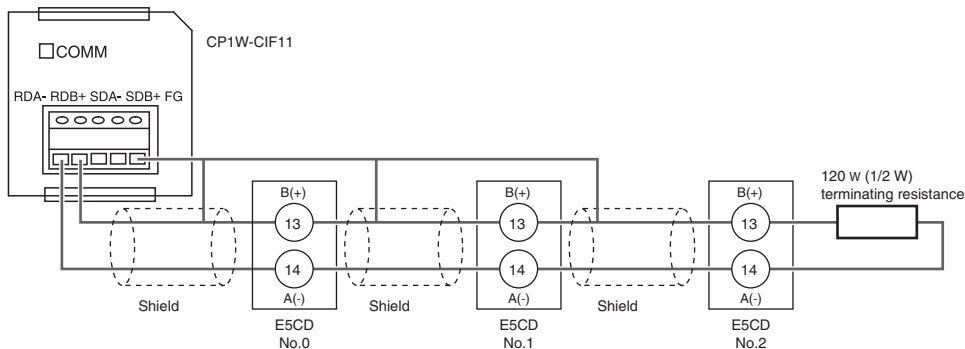 CP1W-CIF11
COMM
RDA- RDB+ SDA- SDB+ FG
120 W (1/2 W)
terminating resistance
B(+)
B(+)
B(+)
13
13
13
14
14
14
A(-)
A(-)
A(-)
Shield
Shield
Shield
E5CD
No.0
E5CD
No.1
E5CD
No.2